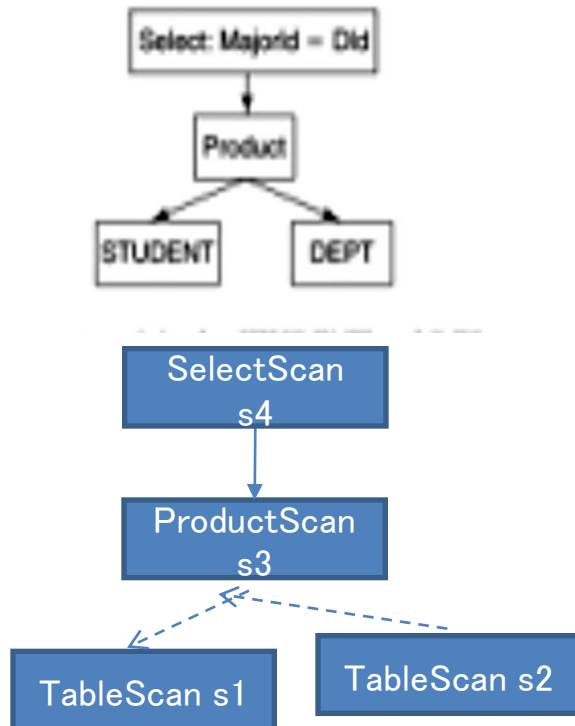 Select: MajorId = DId
Product
STUDENT
DEPT
SelectScan
s4
ProductScan
s3
TableScan s1
TableScan s2